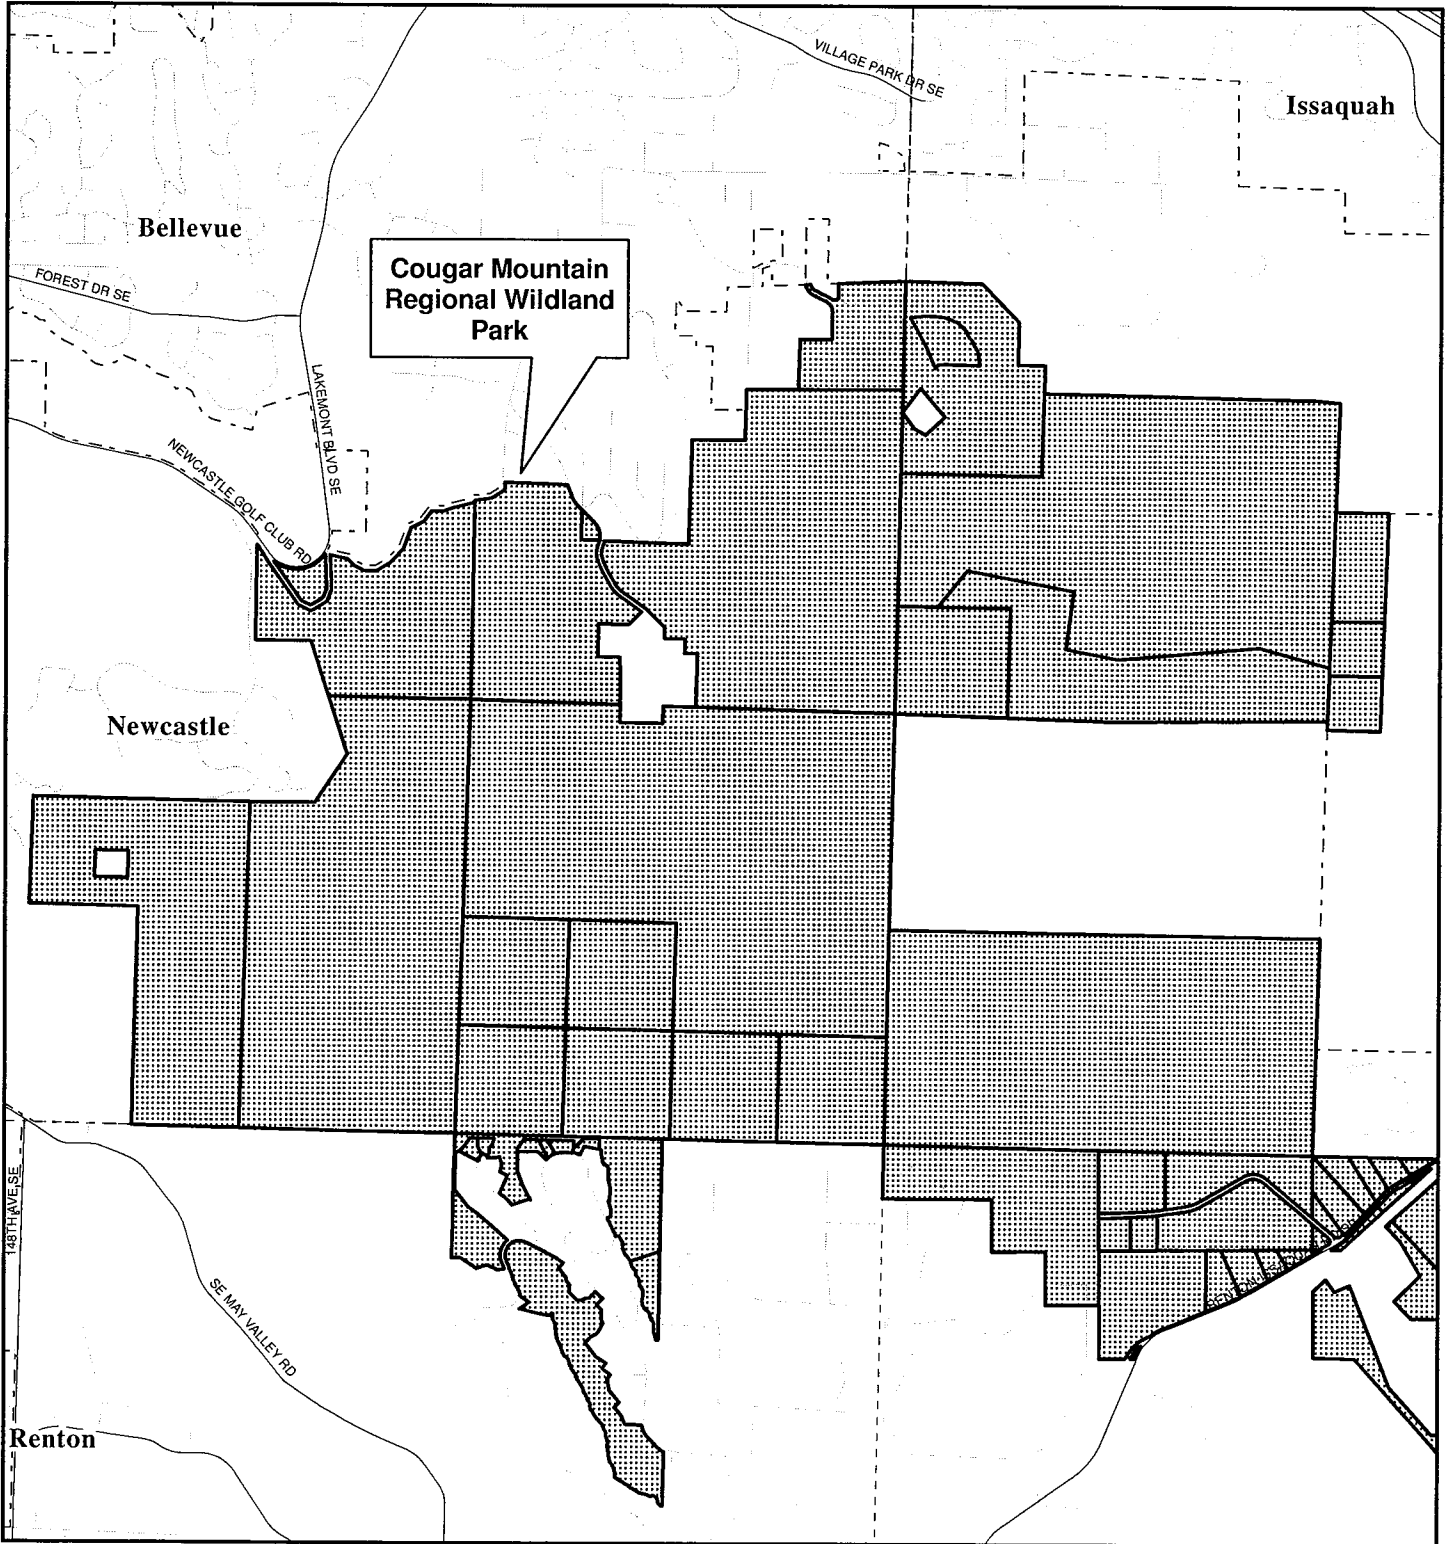 VILLAGE PARK DR SE
Issaquah
Bellevue
Cougar Mountain
Regional Wildland
Park
FOREST DR SE
LAKEMONT BLVD SE
NEWCASTLE GOLF CLUB RD
Newcastle
148TH AVE SE
SE MAY VALLEY RD
Renton